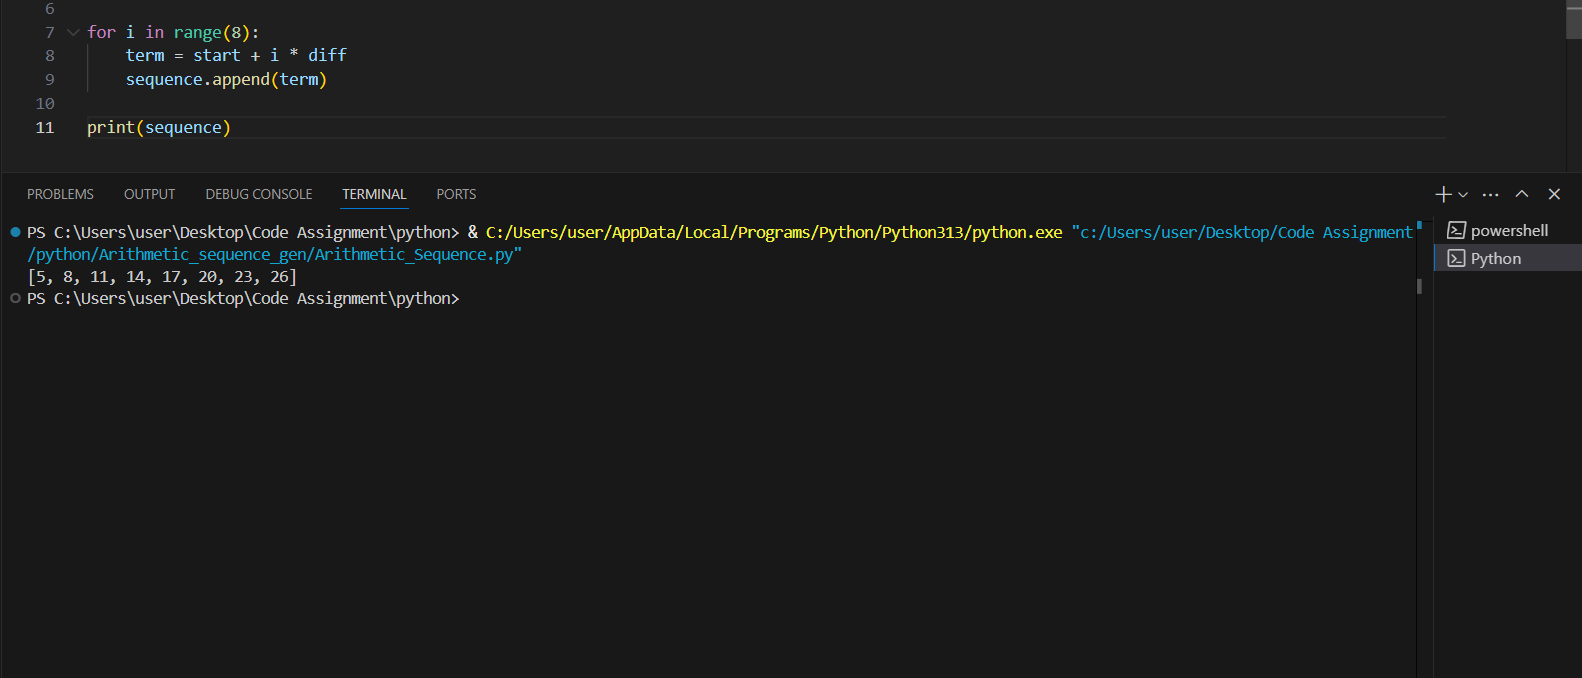 6
7 for i in range(8):
8 term = start + i * diff
9 sequence.append(term)
10
11 print(sequence)
PROBLEMS OUTPUT DEBUG CONSOLE TERMINAL PORTS
PS C:\Users\user\Desktop\Code Assignment\python> & C:/Users/user/AppData/Local/Programs/Python/Python313/python.exe "c:/Users/user/Desktop/Code Assignment
/python/Arithmetic_sequence_gen/Arithmetic_Sequence.py"
[5, 8, 11, 14, 17, 20, 23, 26]
PS C:\Users\user\Desktop\Code Assignment\python>
powershell
Python